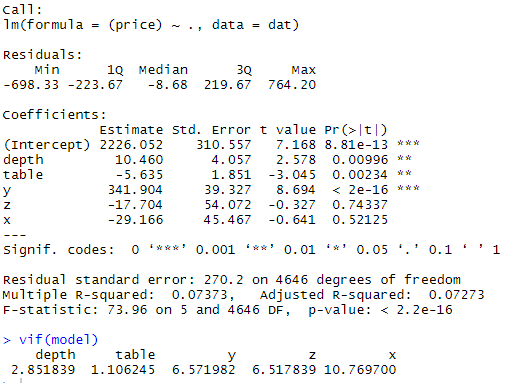 Call:
lm(formula = (price) ~ ., data = dat)
Residuals:
Min 1Q Median 3Q Max
-698.33 -223.67 -8.68 219.67 764.20
Coefficients:
Estimate Std. Error t value Pr(>|t|)
(Intercept) 2226.052 310.557 7.168 8.81e-13 ***
depth 10.460 4.057 2.578 0.00996 **
table -5.635 1.851 -3.045 0.00234 **
y 341.904 39.327 8.694 < 2e-16 ***
z -17.704 54.072 -0.327 0.74337
x -29.166 45.467 -0.641 0.52125
---
Signif. codes: 0 ‘***’ 0.001 ‘**’ 0.01 ‘*’ 0.05 ‘.’ 0.1 ‘ ’ 1
Residual standard error: 270.2 on 4646 degrees of freedom
Multiple R-squared: 0.07373, Adjusted R-squared: 0.07273
F-statistic: 73.96 on 5 and 4646 DF, p-value: < 2.2e-16
> vif(model)
depth table y z x
2.851839 1.106245 6.571982 6.517839 10.769700